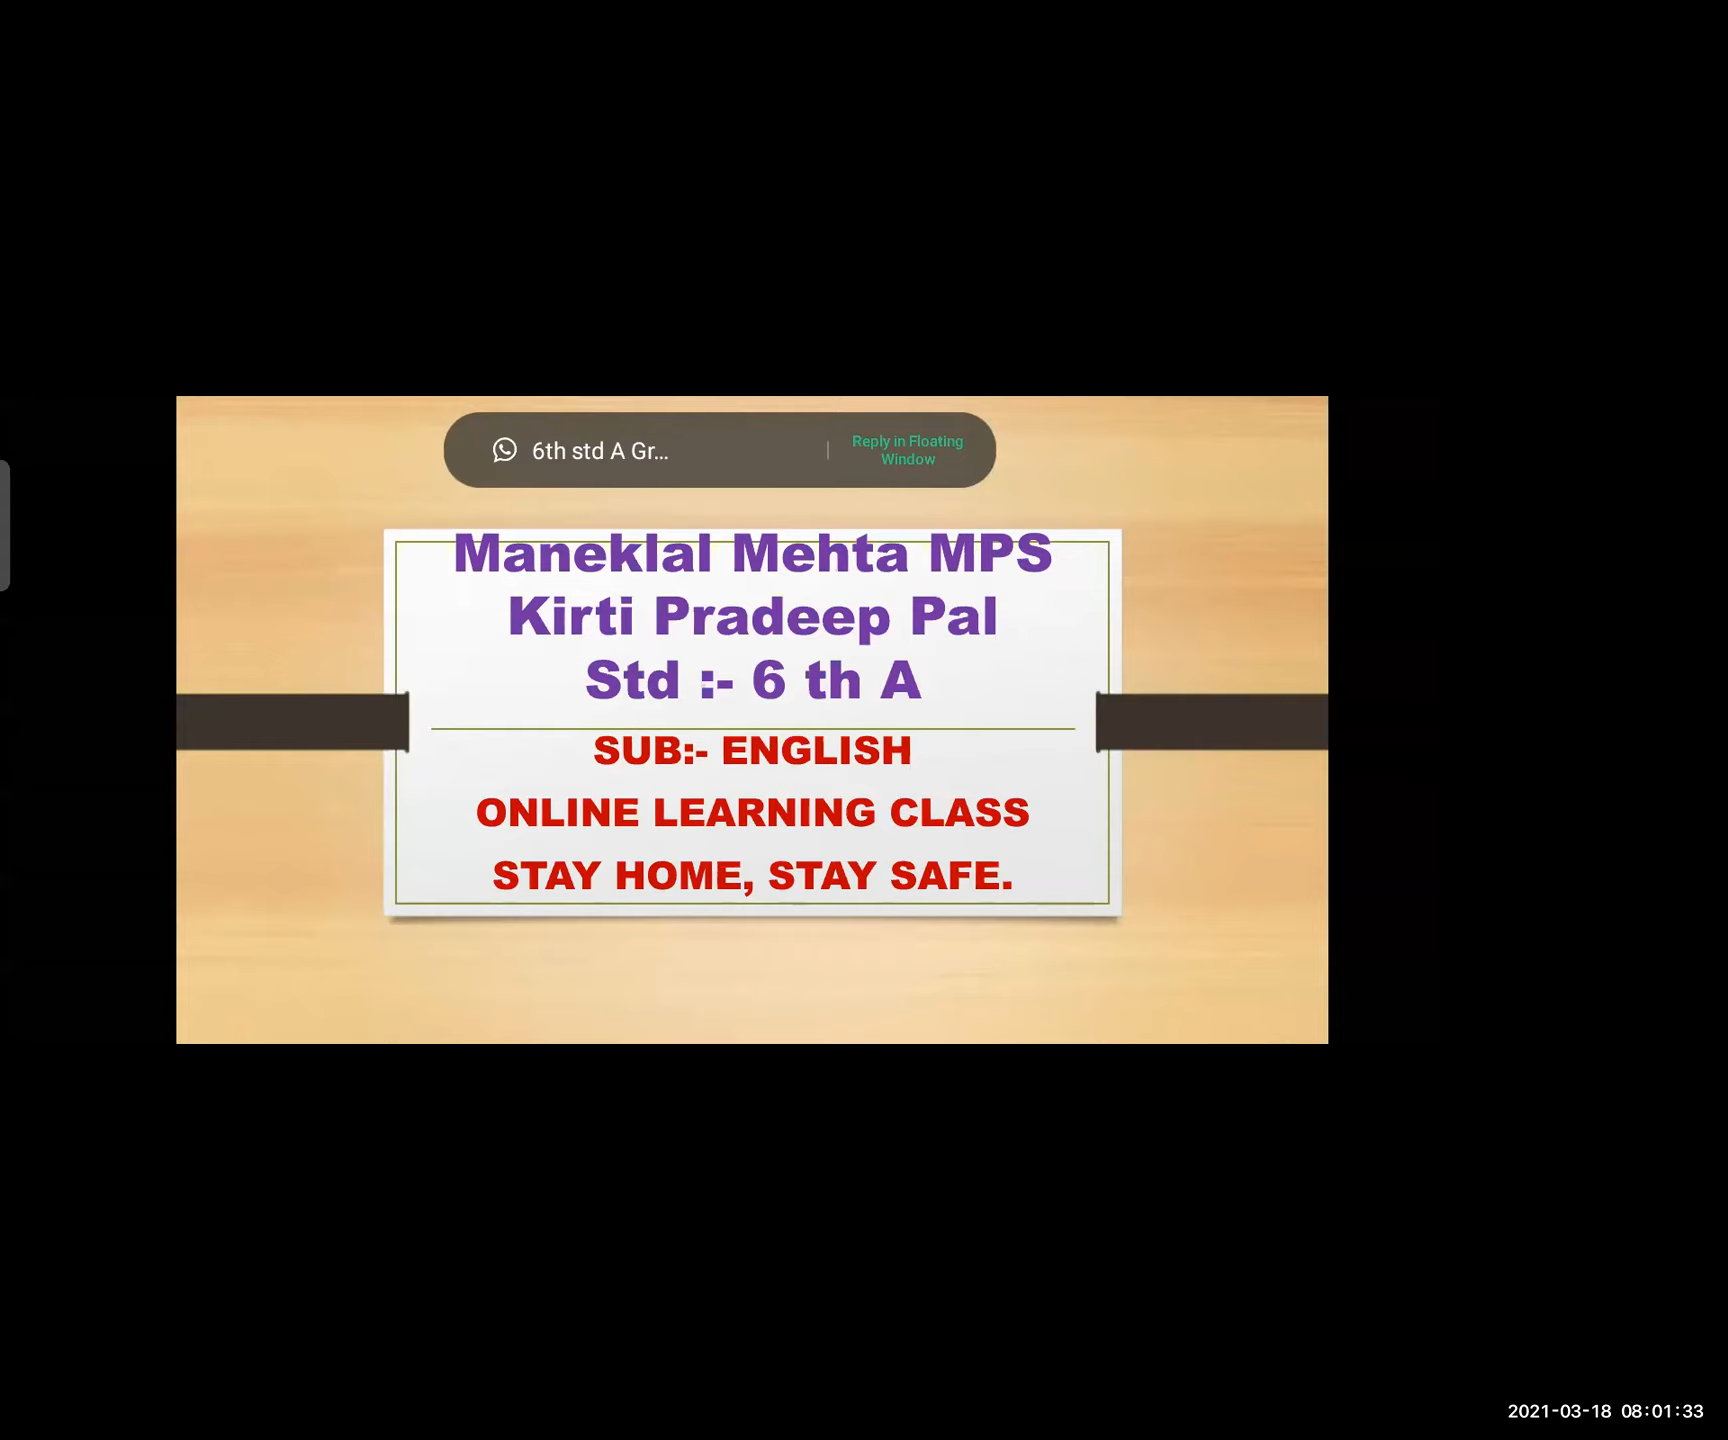 6th std A Gr...
Reply in Floating
Window
Maneklal Mehta MPS
Kirti Pradeep Pal
Std :- 6 th A
SUB:- ENGLISH
ONLINE LEARNING CLASS
STAY HOME, STAY SAFE.
2021-03-18 08:01:33